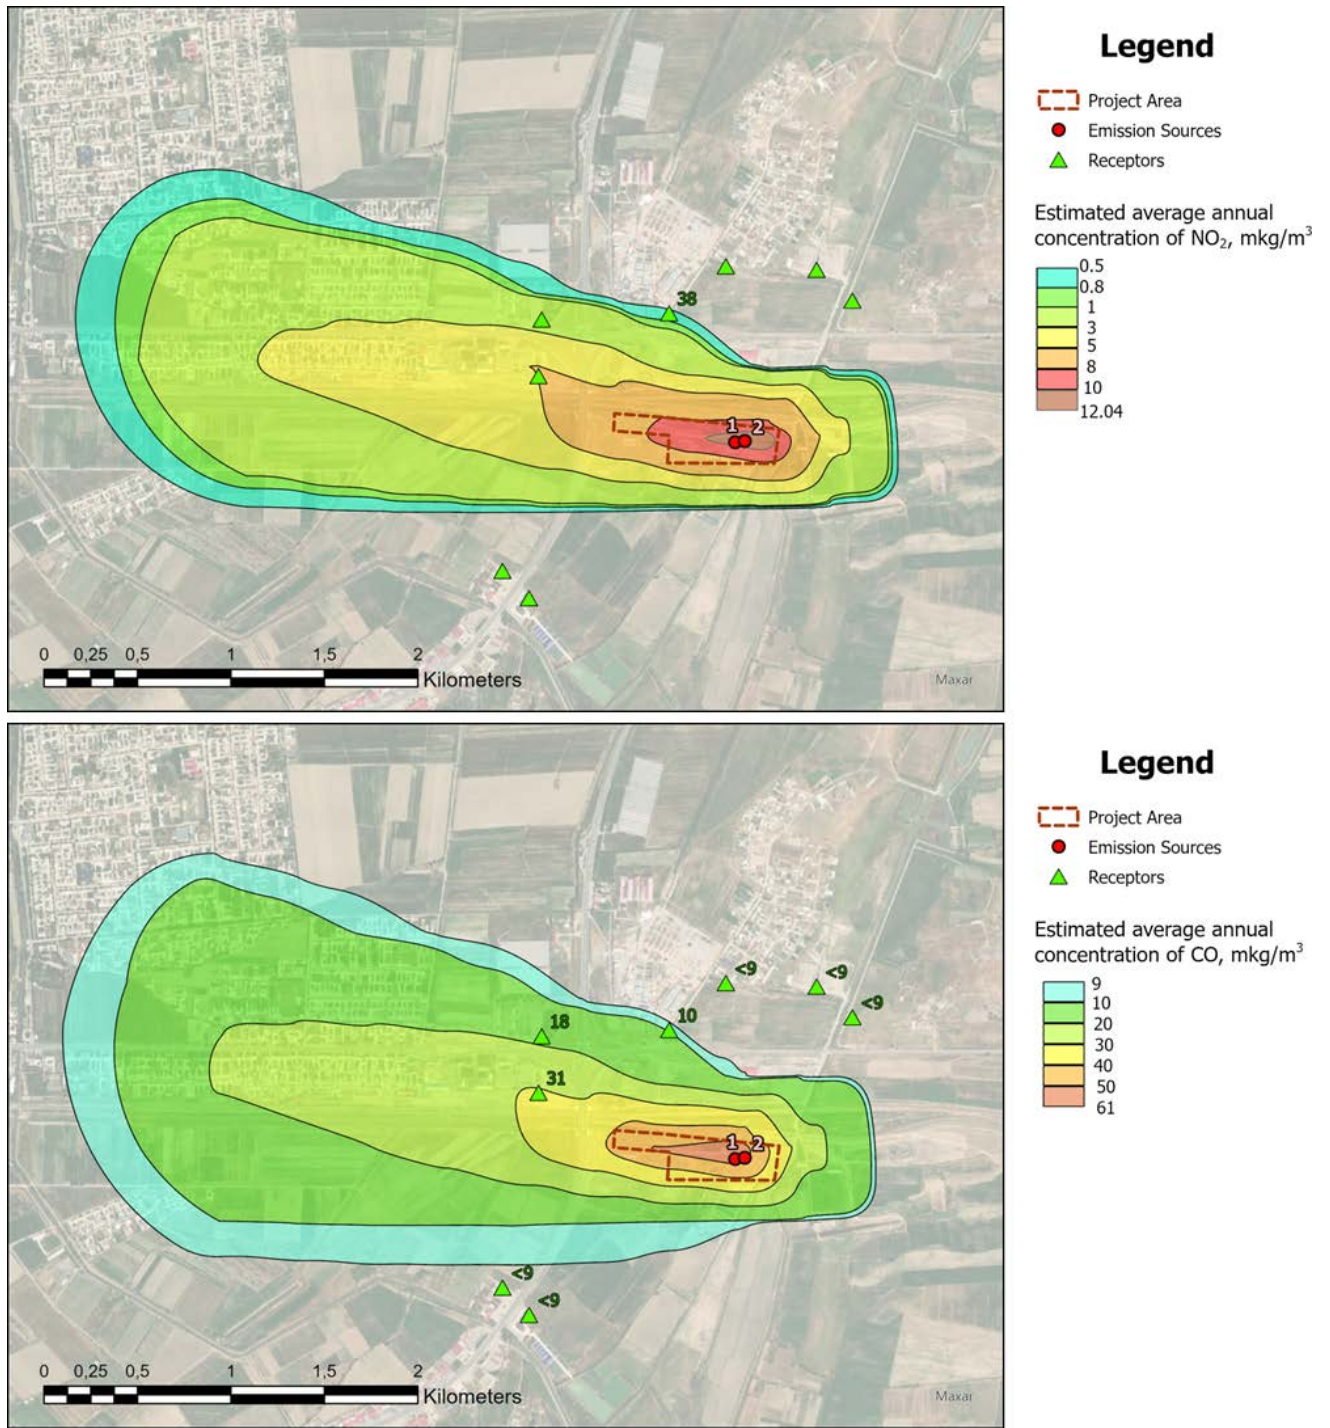 38
1 2
0 0,25 0,5 1 1,5 2
Kilometers
Maxar
Legend
Project Area
Emission Sources
Receptors
Estimated average annual
concentration of NO₂, mkg/m³
0.5
0.8
1
3
5
8
10
12.04
<9 <9
<9
18 10
31
1 2
<9
<9
0 0,25 0,5 1 1,5 2
Kilometers
Maxar
Legend
Project Area
Emission Sources
Receptors
Estimated average annual
concentration of CO, mkg/m³
9
10
20
30
40
50
61